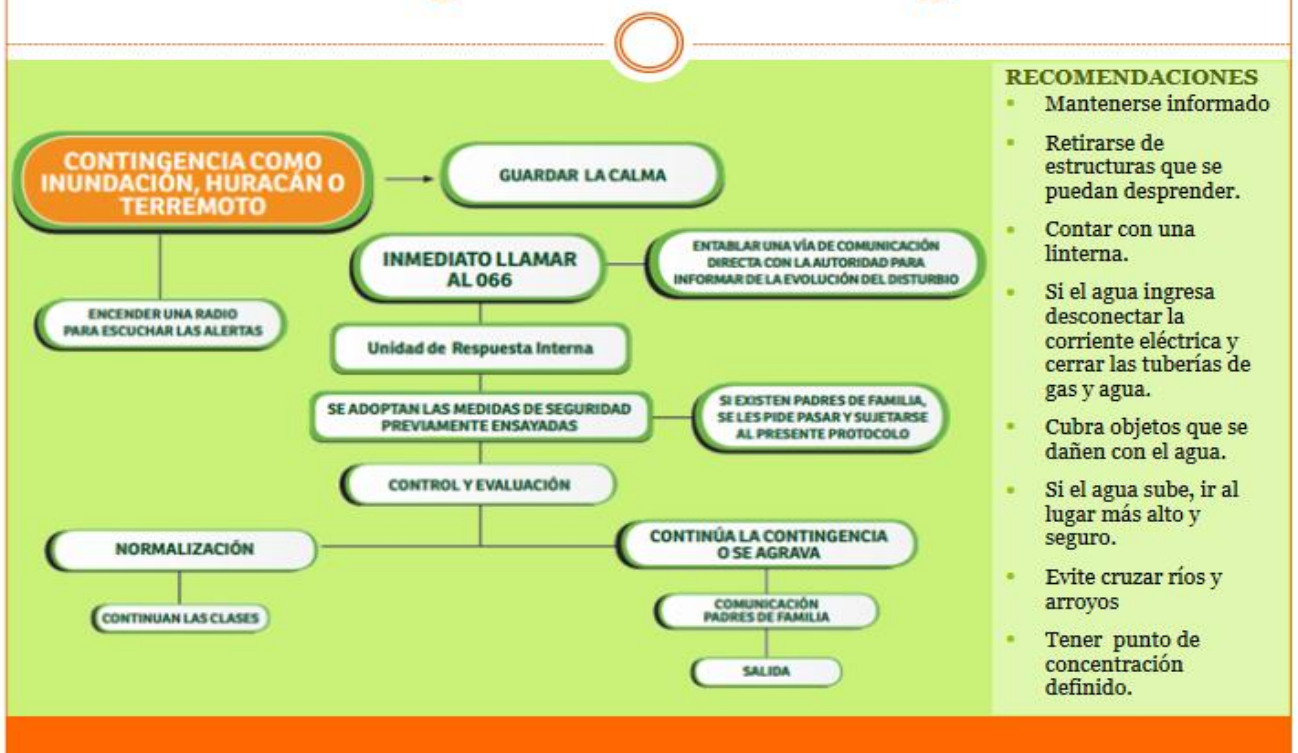 CONTINGENCIA COMO
INUNDACIÓN, HURACÁN O
TERREMOTO
GUARDAR LA CALMA
INMEDIATO LLAMAR
AL 066
ENTABLAR UNA VÍA DE COMUNICACIÓN
DIRECTA CON LA AUTORIDAD PARA
INFORMAR DE LA EVOLUCIÓN DEL DISTURBIO
ENCENDER UNA RADIO
PARA ESCUCHAR LAS ALERTAS
Unidad de Respuesta Interna
SE ADOPTAN LAS MEDIDAS DE SEGURIDAD
PREVIAMENTE ENSAYADAS
SI EXISTEN PADRES DE FAMILIA,
SE LES PIDE PASAR Y SUJETARSE
AL PRESENTE PROTOCOLO
CONTROL Y EVALUACIÓN
NORMALIZACIÓN
CONTINÚA LA CONTINGENCIA
O SE AGRAVA
CONTINUAN LAS CLASES
COMUNICACIÓN
PADRES DE FAMILIA
SALIDA
RECOMENDACIONES
• Mantenerse informado
• Retirarse de
estructuras que se
puedan desprender.
• Contar con una
linterna.
• Si el agua ingresa
desconectar la
corriente eléctrica y
cerrar las tuberías de
gas y agua.
• Cubra objetos que se
dañen con el agua.
• Si el agua sube, ir al
lugar más alto y
seguro.
• Evite cruzar ríos y
arroyos
• Tener punto de
concentración
definido.